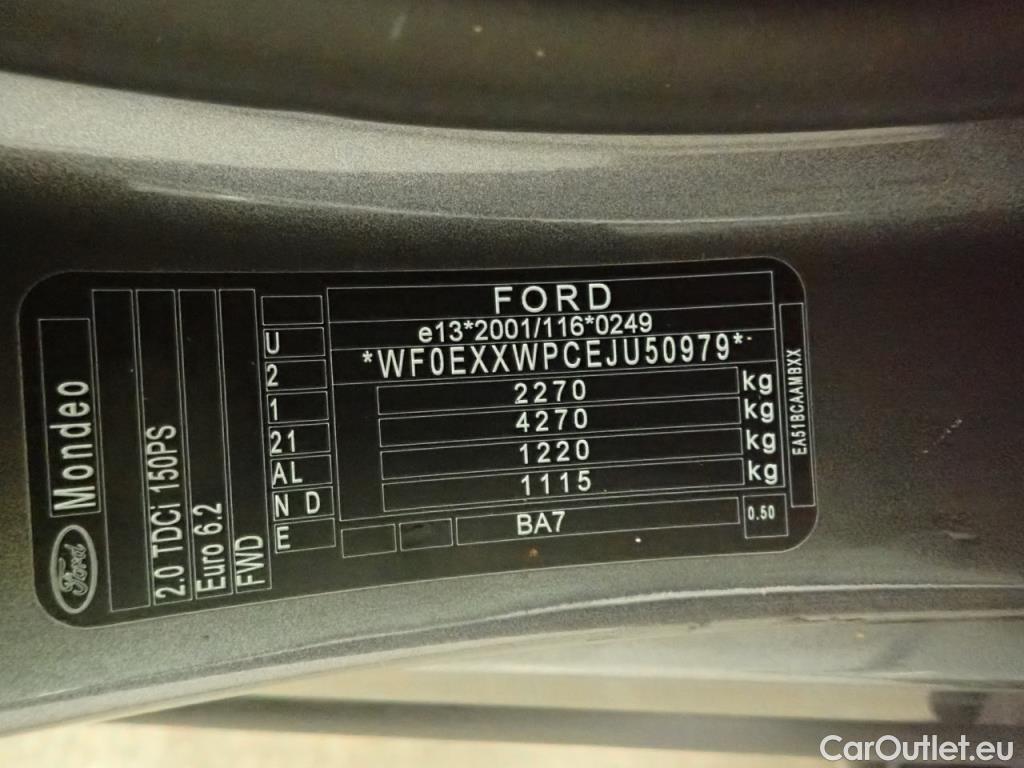 FORD
e13*2001/116*0249
*WF0EXXWPCEJU50979*
2270 kg
4270 kg
1220 kg
1115 kg
BA7
0.50
EA51BCAAMBXX
U
2
1
21
AL
N D
E
Ford
Mondeo
2.0 TDCi 150PS
Euro 6.2
FWD
CarOutlet.eu